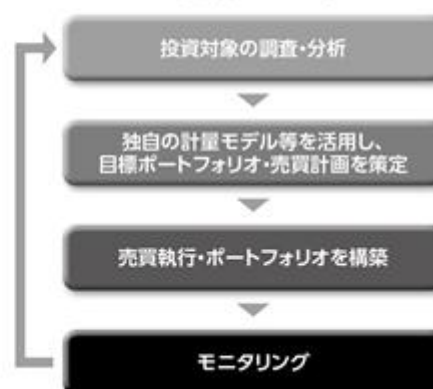 投資対象の調査・分析
独自の計量モデル等を活用し、
目標ポートフォリオ・売買計画を策定
売買執行・ポートフォリオを構築
モニタリング